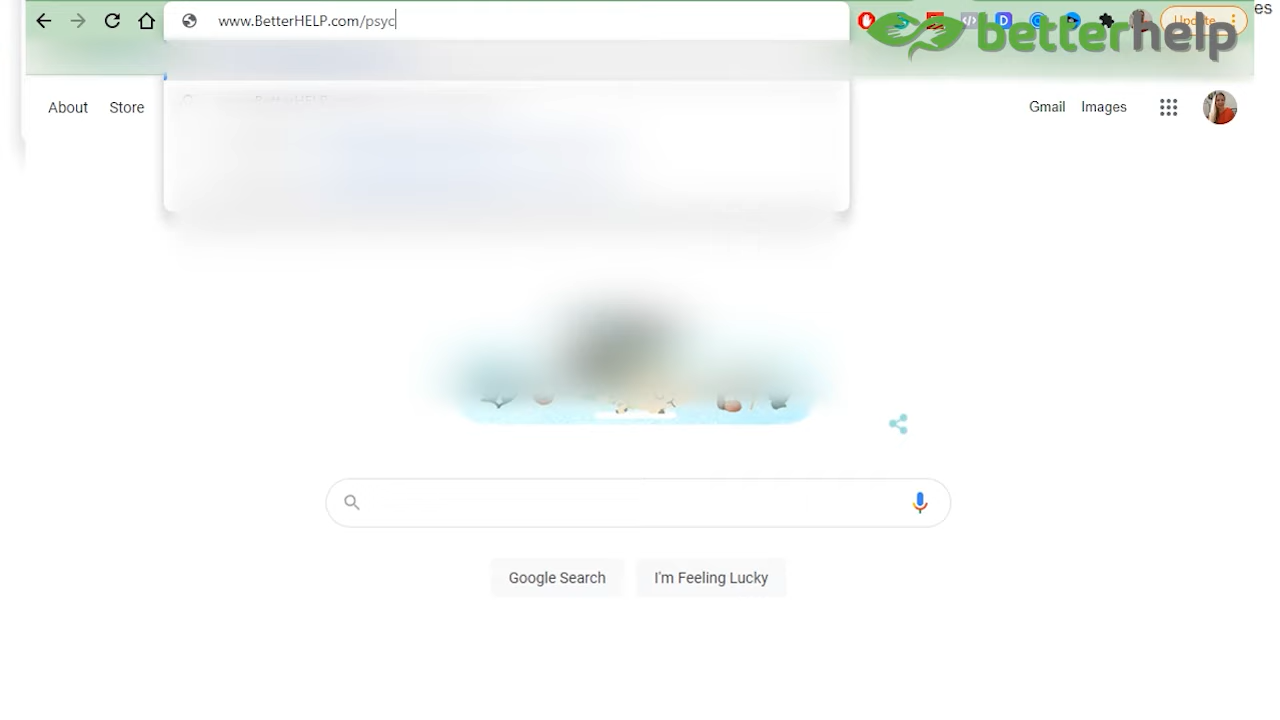 www.BetterHELP.com/psyc
Update
es
betterhelp
About
Store
Gmail
Images
Google Search
I'm Feeling Lucky